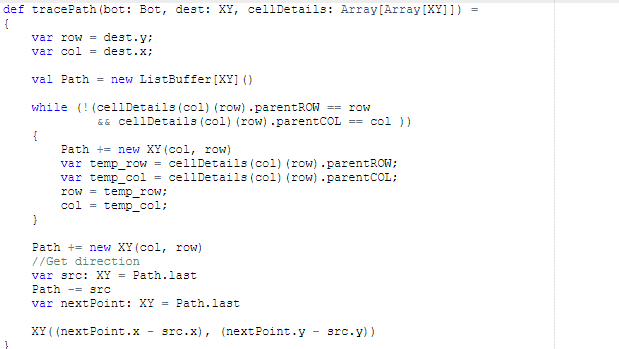 def tracePath(bot: Bot, dest: XY, cellDetails: Array[Array[XY]]) =
{
var row = dest.y;
var col = dest.x;
val Path = new ListBuffer[XY]()
while (!(cellDetails(col)(row).parentROW == row
&& cellDetails(col)(row).parentCOL == col ))
{
Path += new XY(col, row)
var temp_row = cellDetails(col)(row).parentROW;
var temp_col = cellDetails(col)(row).parentCOL;
row = temp_row;
col = temp_col;
}
Path += new XY(col, row)
//Get direction
var src: XY = Path.last
Path -= src
var nextPoint: XY = Path.last
XY((nextPoint.x - src.x), (nextPoint.y - src.y))
}